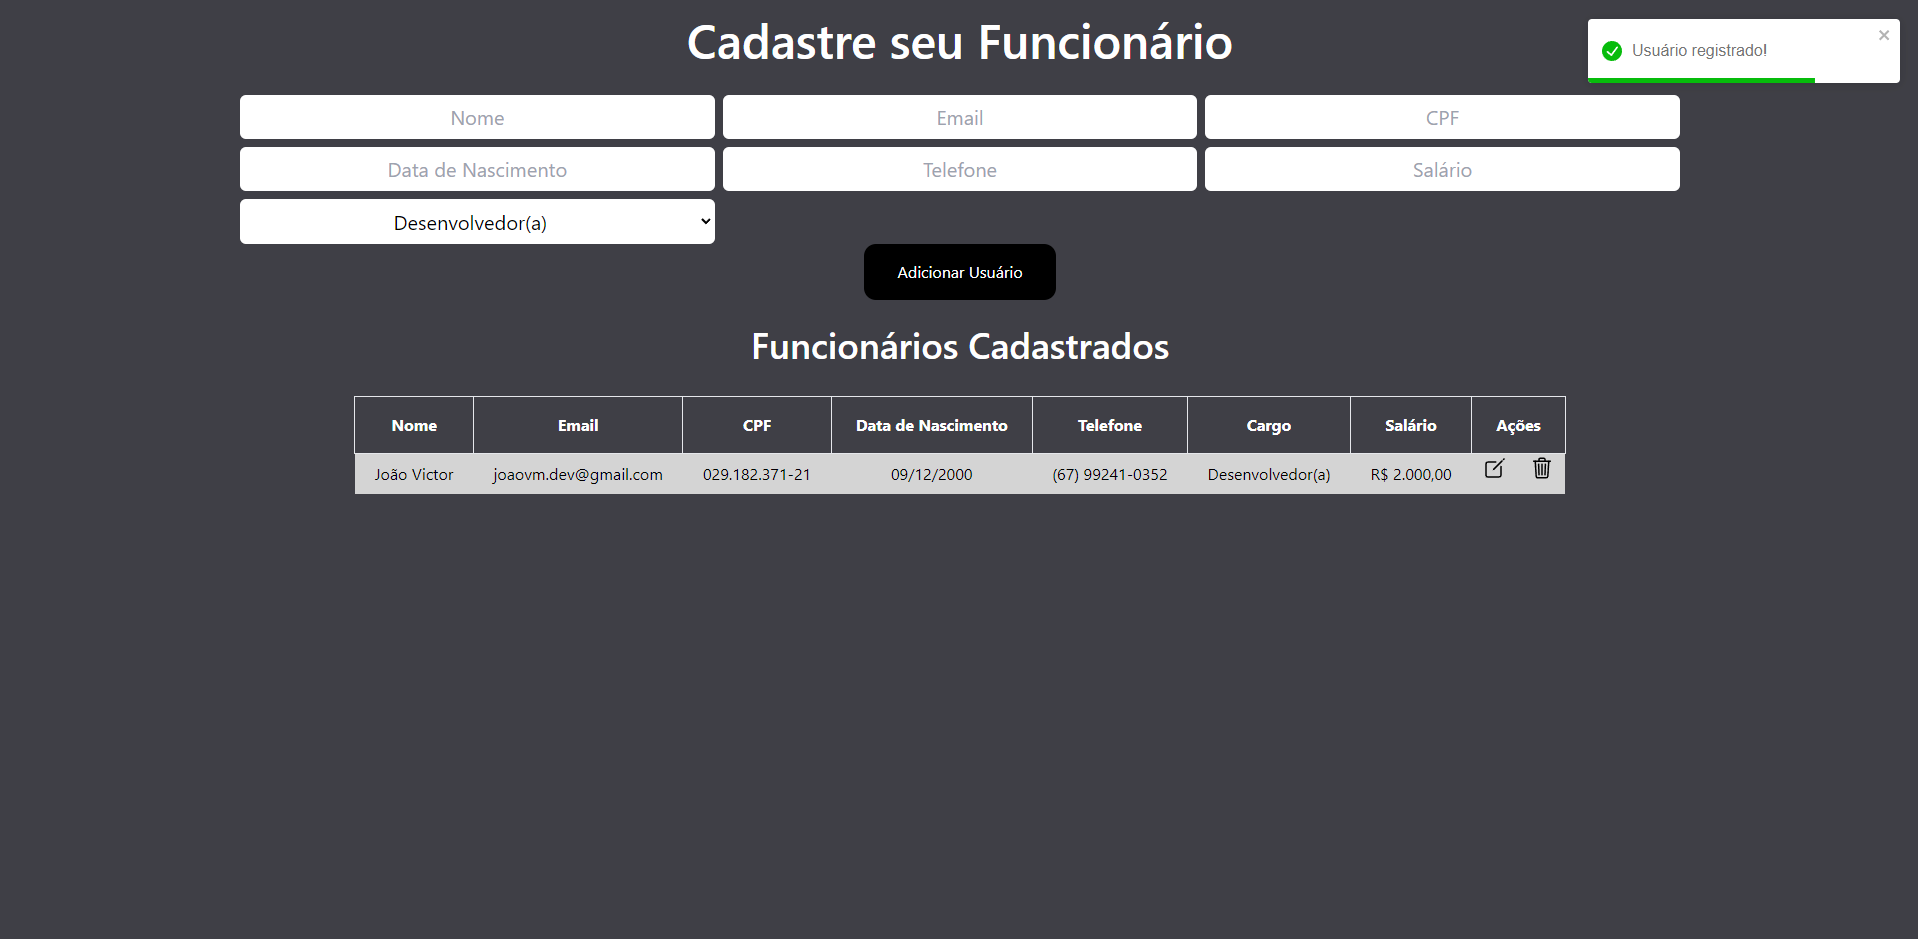 Cadastre seu Funcionário
Usuário registrado!
Nome Email CPF
Data de Nascimento Telefone Salário
Desenvolvedor(a)
Adicionar Usuário
Funcionários Cadastrados
Nome Email CPF Data de Nascimento Telefone Cargo Salário Ações
João Victor joaovm.dev@gmail.com 029.182.371-21 09/12/2000 (67) 99241-0352 Desenvolvedor(a) R$ 2.000,00